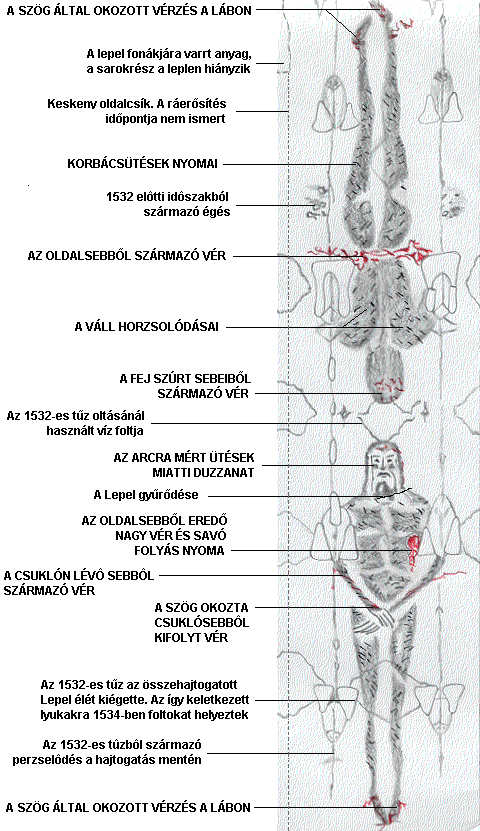 A SZÖG ÁLTAL OKOZOTT VÉRZÉS A LÁBON
A lepel fonákjára varrt anyag,
a sarokrész a leplen hiányzik
Keskeny oldalcsík. A ráerősítés
időpontja nem ismert
KORBÁCSÜTÉSEK NYOMAI
1532 előtti időszakból
származó égés
AZ OLDALSEBBŐL SZÁRMAZÓ VÉR
A VÁLL HORZSOLÓDÁSAI
A FEJ SZÚRT SEBEIBŐL
SZÁRMAZÓ VÉR
Az 1532-es tűz oltásánál
használt víz foltja
AZ ARCRA MÉRT ÜTÉSEK
MIATTI DUZZANAT
A Lepel gyűrődése
AZ OLDALSEBBŐL EREDŐ
NAGY VÉR ÉS SAVÓ
FOLYÁS NYOMA
A CSUKLÓN LÉVŐ SEBBŐL
SZÁRMAZÓ VÉR
A SZÖG OKOZTA
CSUKLÓSEBBŐL
KIFOLYT VÉR
Az 1532-es tűz az összehajtogatott
Lepel élét kiégette. Az így keletkezett
lyukakra 1534-ben foltokat helyeztek
Az 1532-es tűzből származó
perzselődés a hajtogatás mentén
A SZÖG ÁLTAL OKOZOTT VÉRZÉS A LÁBON